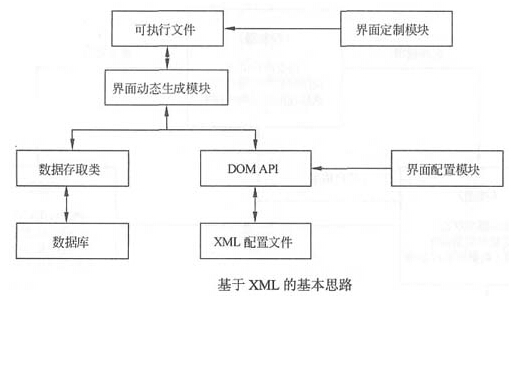 可执行文件
界面定制模块
界面动态生成模块
数据存取类
DOM API
界面配置模块
数据库
XML 配置文件
基于 XML 的基本思路